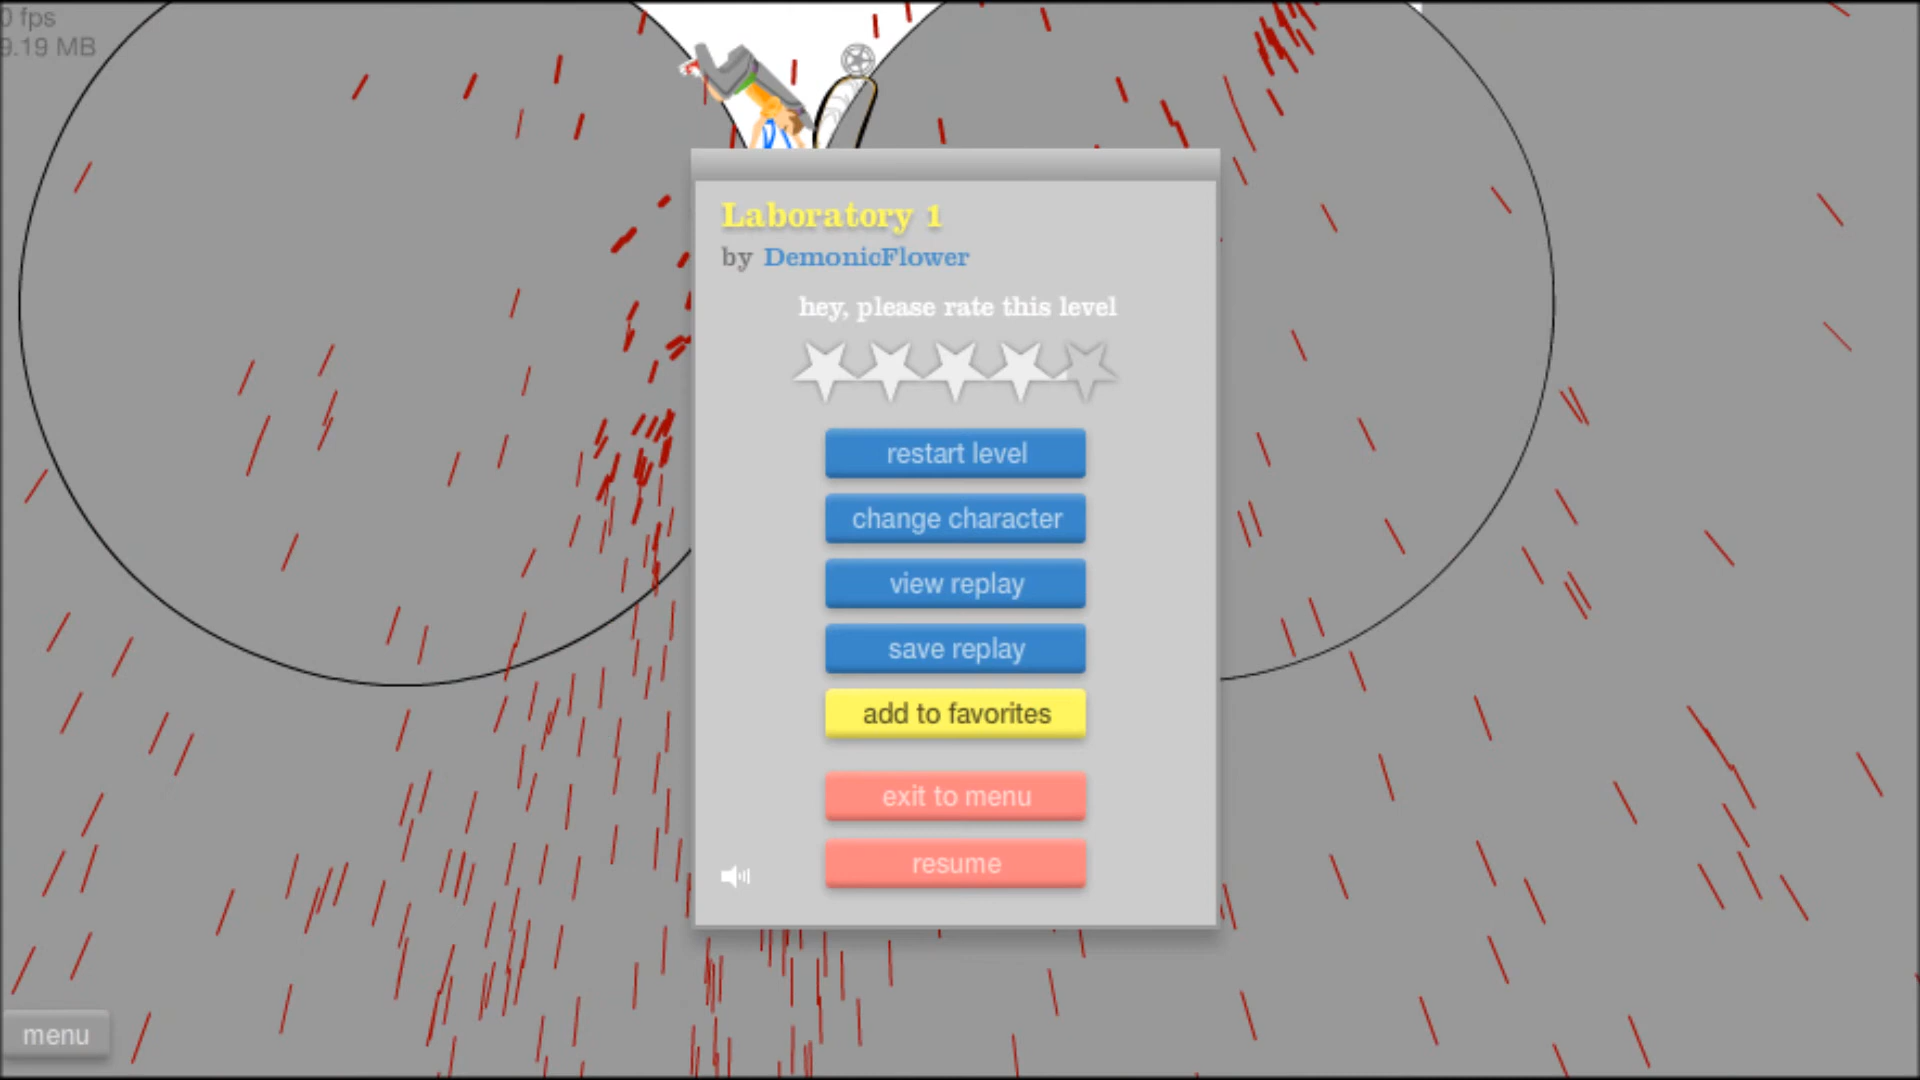 0 fps
9.19 MB
Laboratory 1
by DemonicFlower
hey, please rate this level
restart level
change character
view replay
save replay
add to favorites
exit to menu
resume
menu